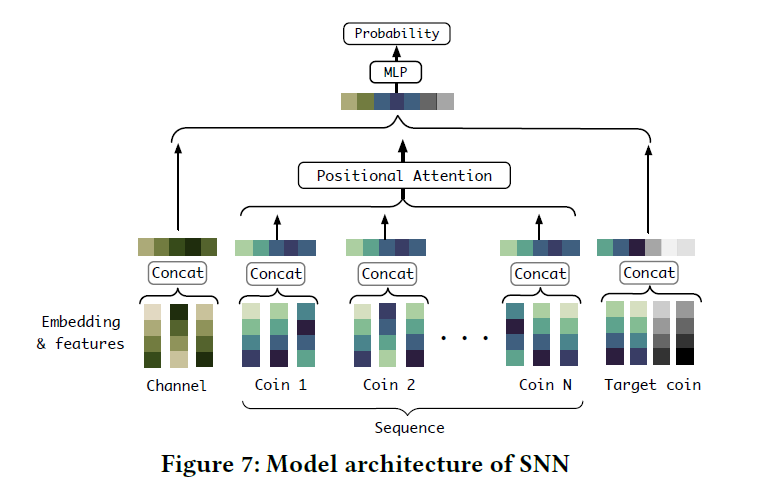 Probability
MLP
Positional Attention
Concat Concat Concat Concat Concat
Embedding
& features
. . .
Channel Coin 1 Coin 2 Coin N Target coin
Sequence
Figure 7: Model architecture of SNN